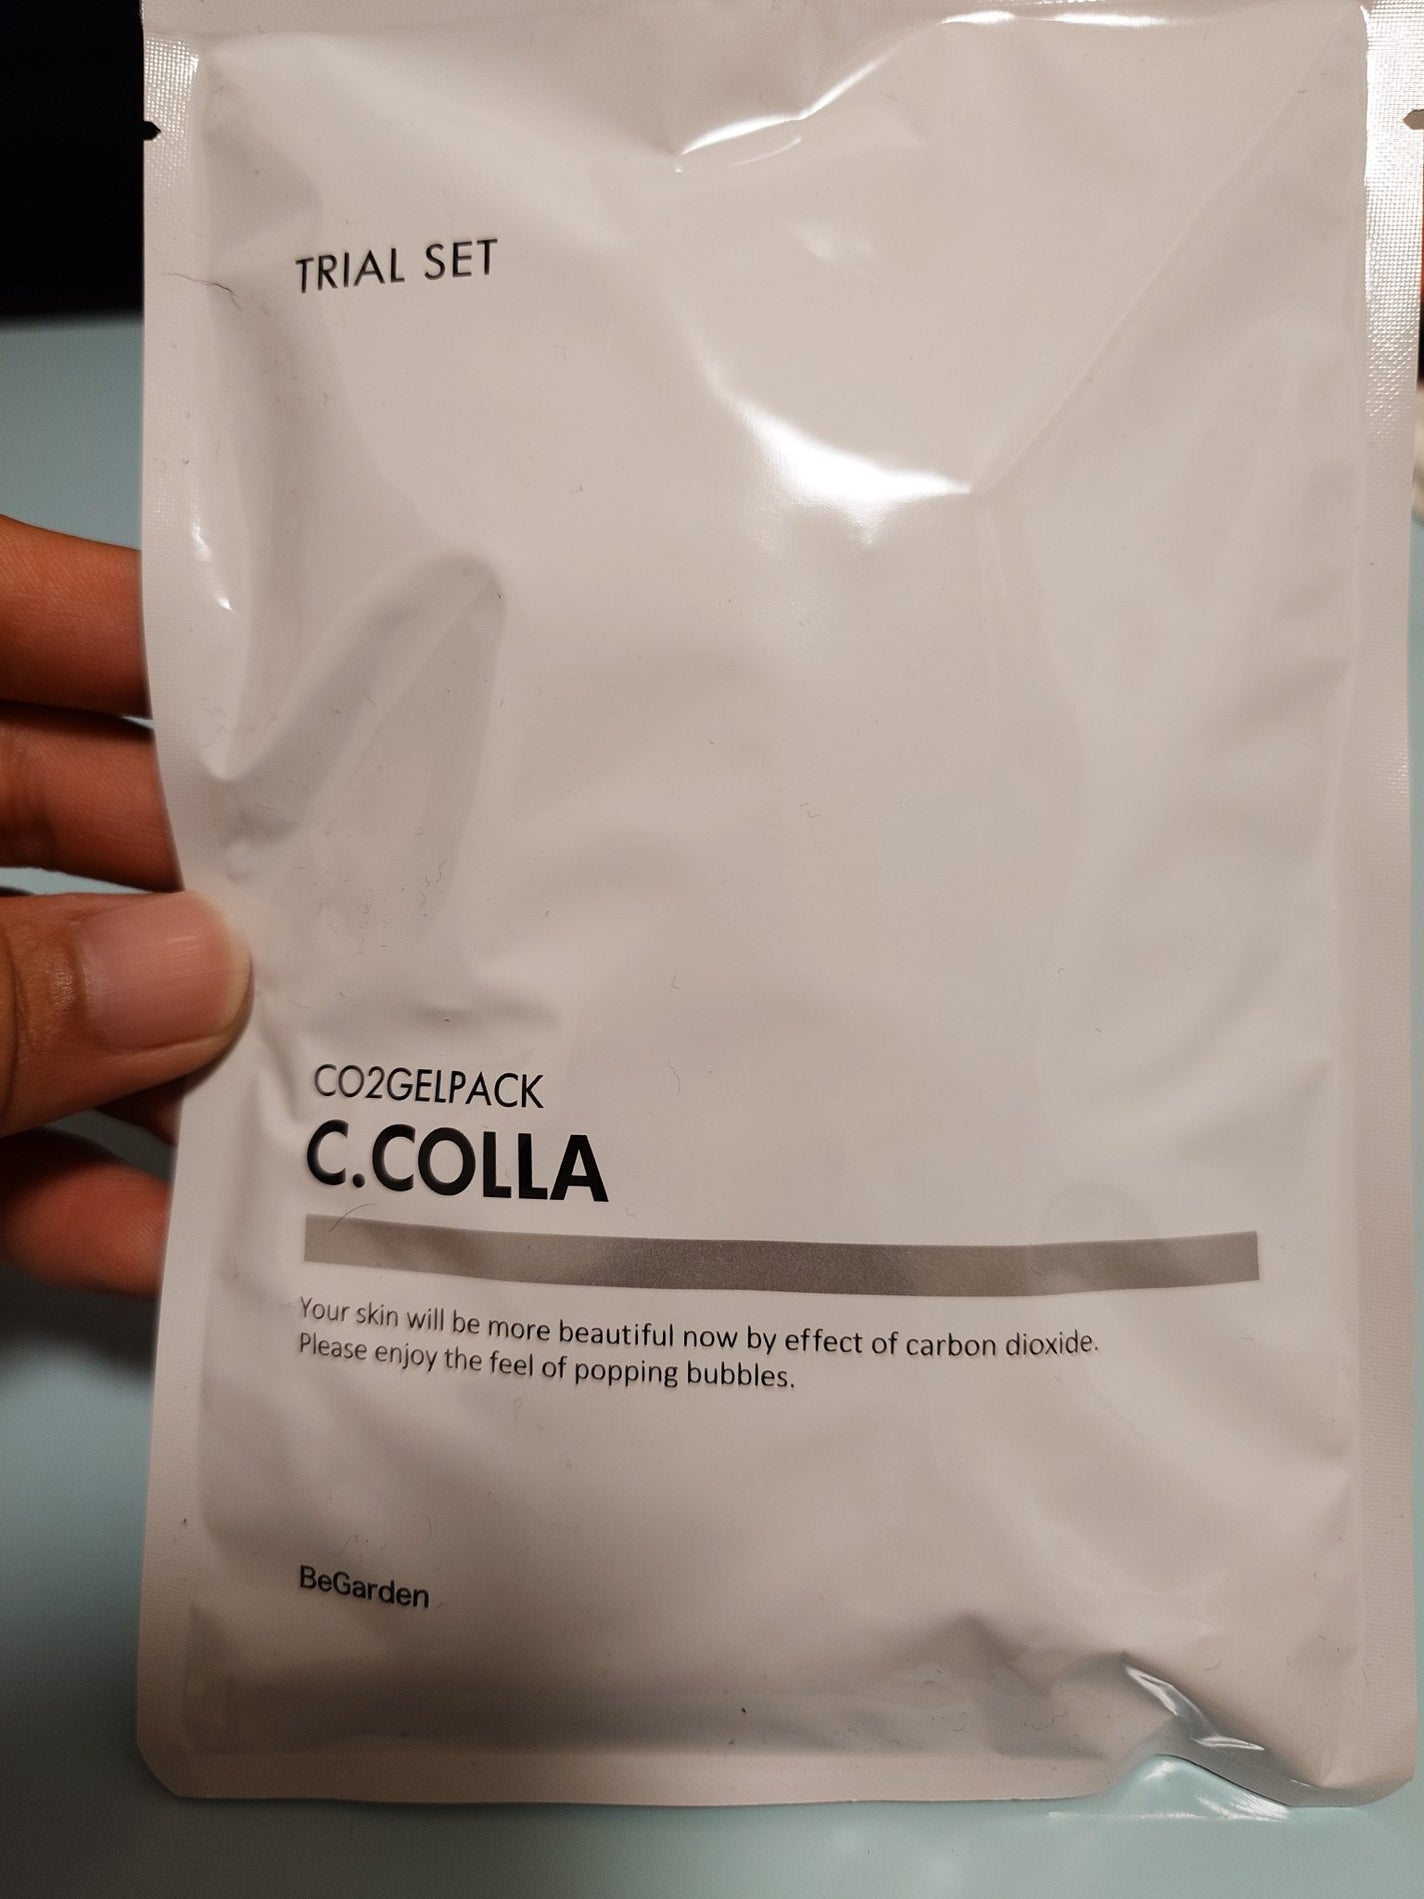 TRIAL SET
CO2GELPACK
C.COLLA
Your skin will be more beautiful now by effect of carbon dioxide.
Please enjoy the feel of popping bubbles.
BeGarden